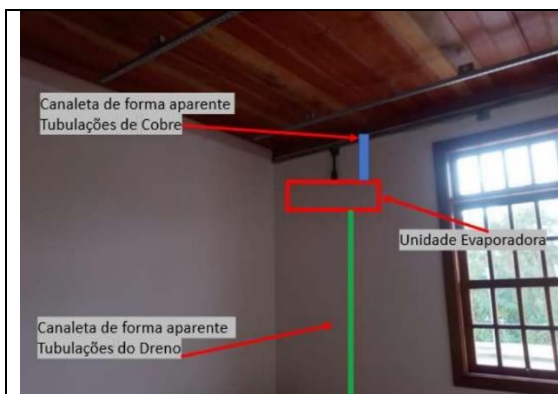 Canaleta de forma aparente
Tubulações de Cobre
Unidade Evaporadora
Canaleta de forma aparente
Tubulações do Dreno